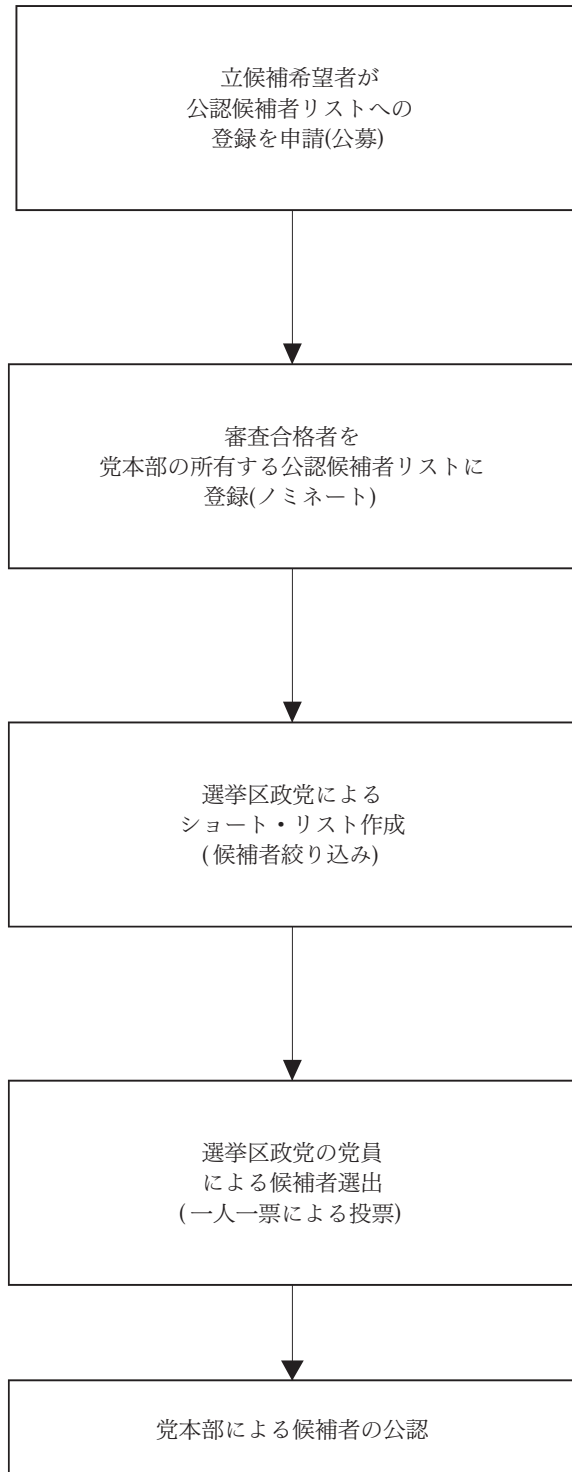 立候補希望者が
公認候補者リストへの
登録を申請(公募)
審査合格者を
党本部の所有する公認候補者リストに
登録(ノミネート)
選挙区政党による
ショート・リスト作成
(候補者絞り込み)
選挙区政党の党員
による候補者選出
(一人一票による投票)
党本部による候補者の公認